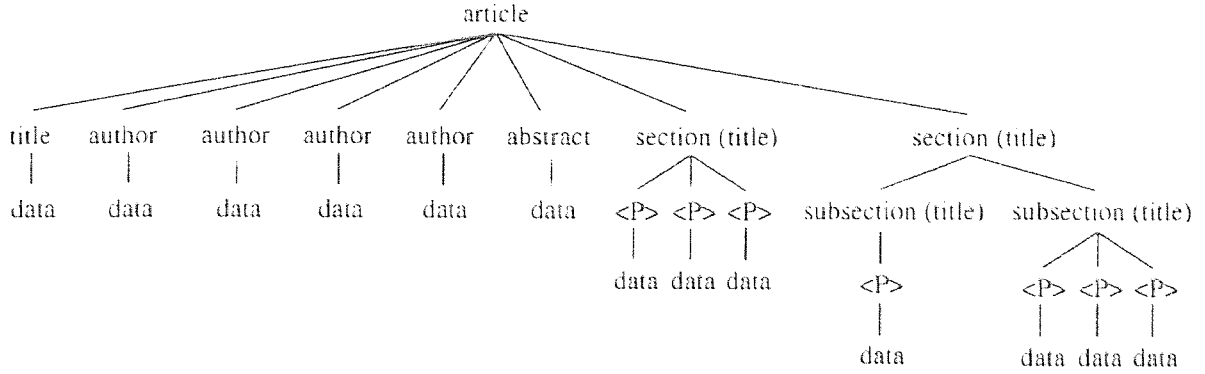 article
title author author author author abstract section (title) section (title)
data data data data data data <P> <P> <P> subsection (title) subsection (title)
data data data <P> <P> <P> <P>
data data data data